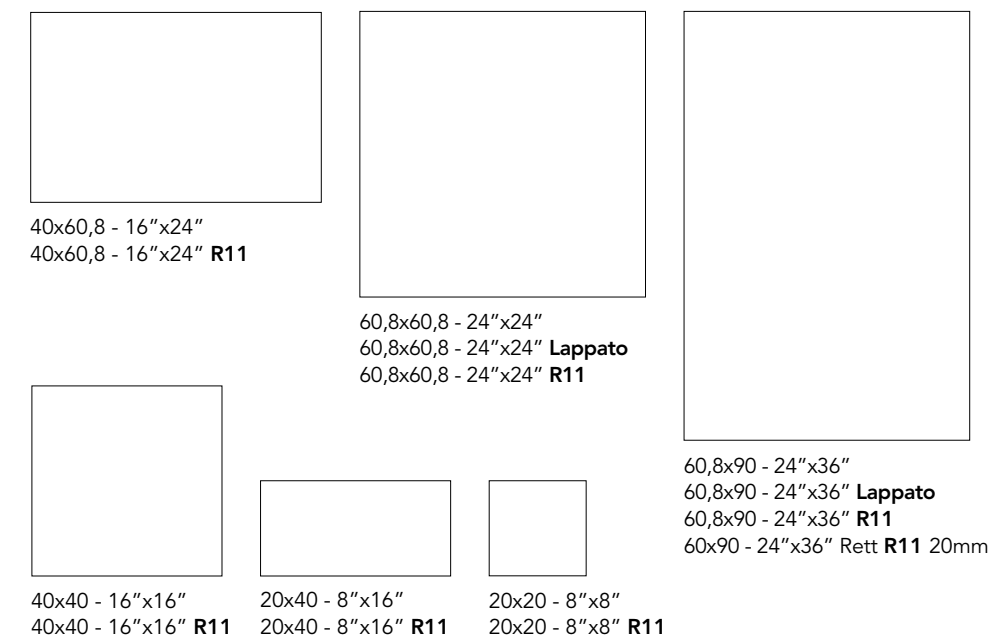 40x60,8 - 16”x24”
40x60,8 - 16”x24” R11
60,8x60,8 - 24”x24”
60,8x60,8 - 24”x24” Lappato
60,8x60,8 - 24”x24” R11
60,8x90 - 24”x36”
60,8x90 - 24”x36” Lappato
60,8x90 - 24”x36” R11
60x90 - 24”x36” Rett R11 20mm
40x40 - 16”x16”
40x40 - 16”x16” R11
20x40 - 8”x16”
20x40 - 8”x16” R11
20x20 - 8”x8”
20x20 - 8”x8” R11